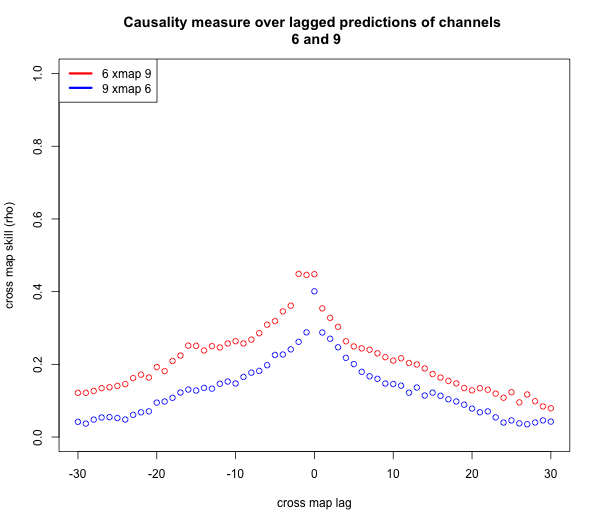 Causality measure over lagged predictions of channels
6 and 9
6 xmap 9
9 xmap 6
cross map skill (rho)
1.0
0.8
0.6
0.4
0.2
0.0
-30
-20
-10
0
10
20
30
cross map lag